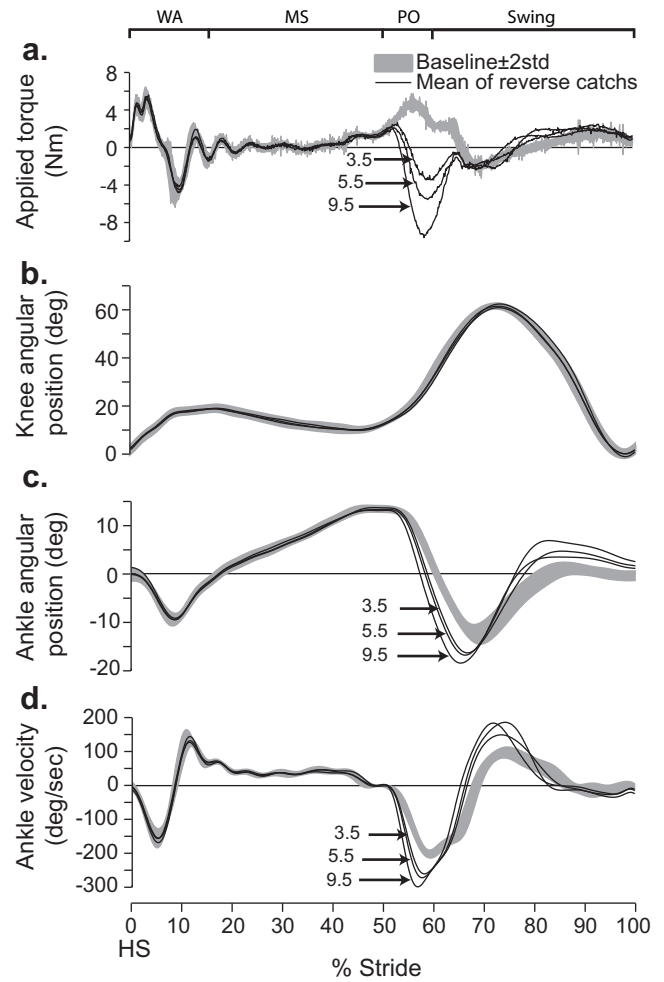 WA MS PO Swing
a.
Baseline±2std
Mean of reverse catchs
Applied torque
(Nm)
8
4
0
-4
-8
3.5
5.5
9.5
b.
Knee angular
position (deg)
60
40
20
0
c.
Ankle angular
position (deg)
10
0
-10
-20
3.5
5.5
9.5
d.
Ankle velocity
(deg/sec)
200
100
0
-100
-200
-300
3.5
5.5
9.5
0 10 20 30 40 50 60 70 80 90 100
HS
% Stride